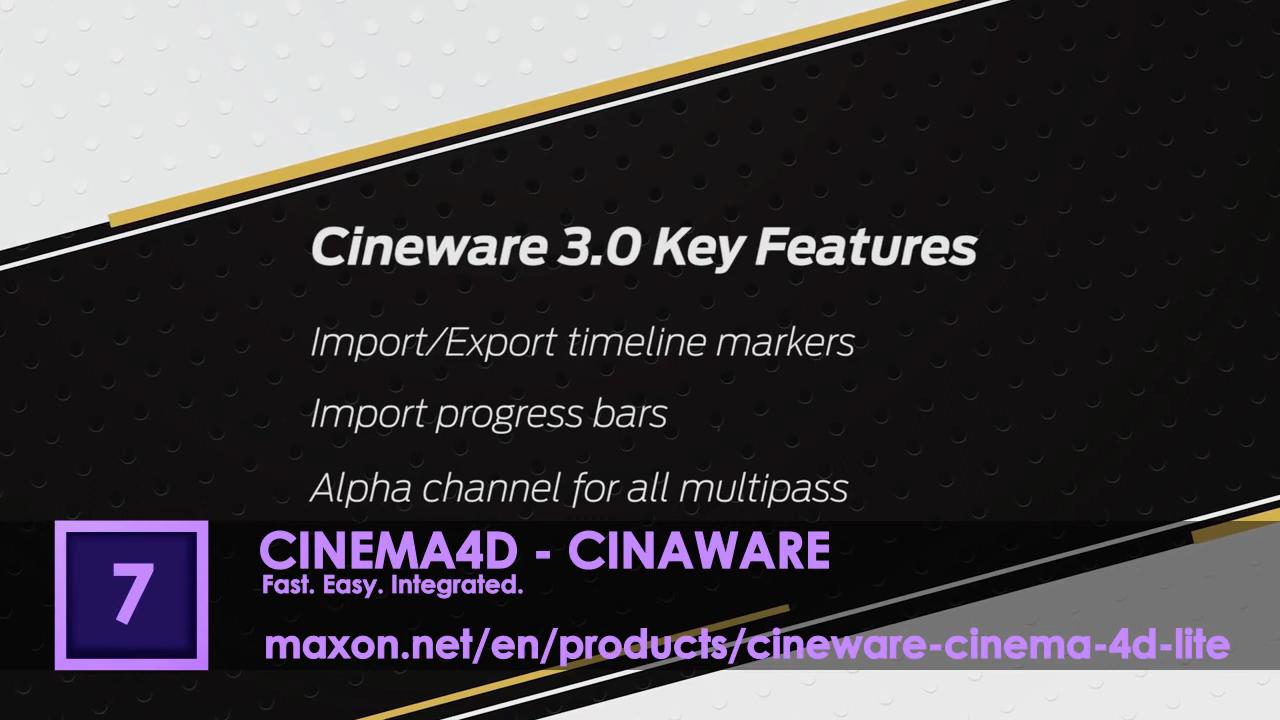 Cineware 3.0 Key Features
Import/Export timeline markers
Import progress bars
Alpha channel for all multipass
7
CINEMA4D - CINAWARE
Fast. Easy. Integrated.
maxon.net/en/products/cineware-cinema-4d-lite